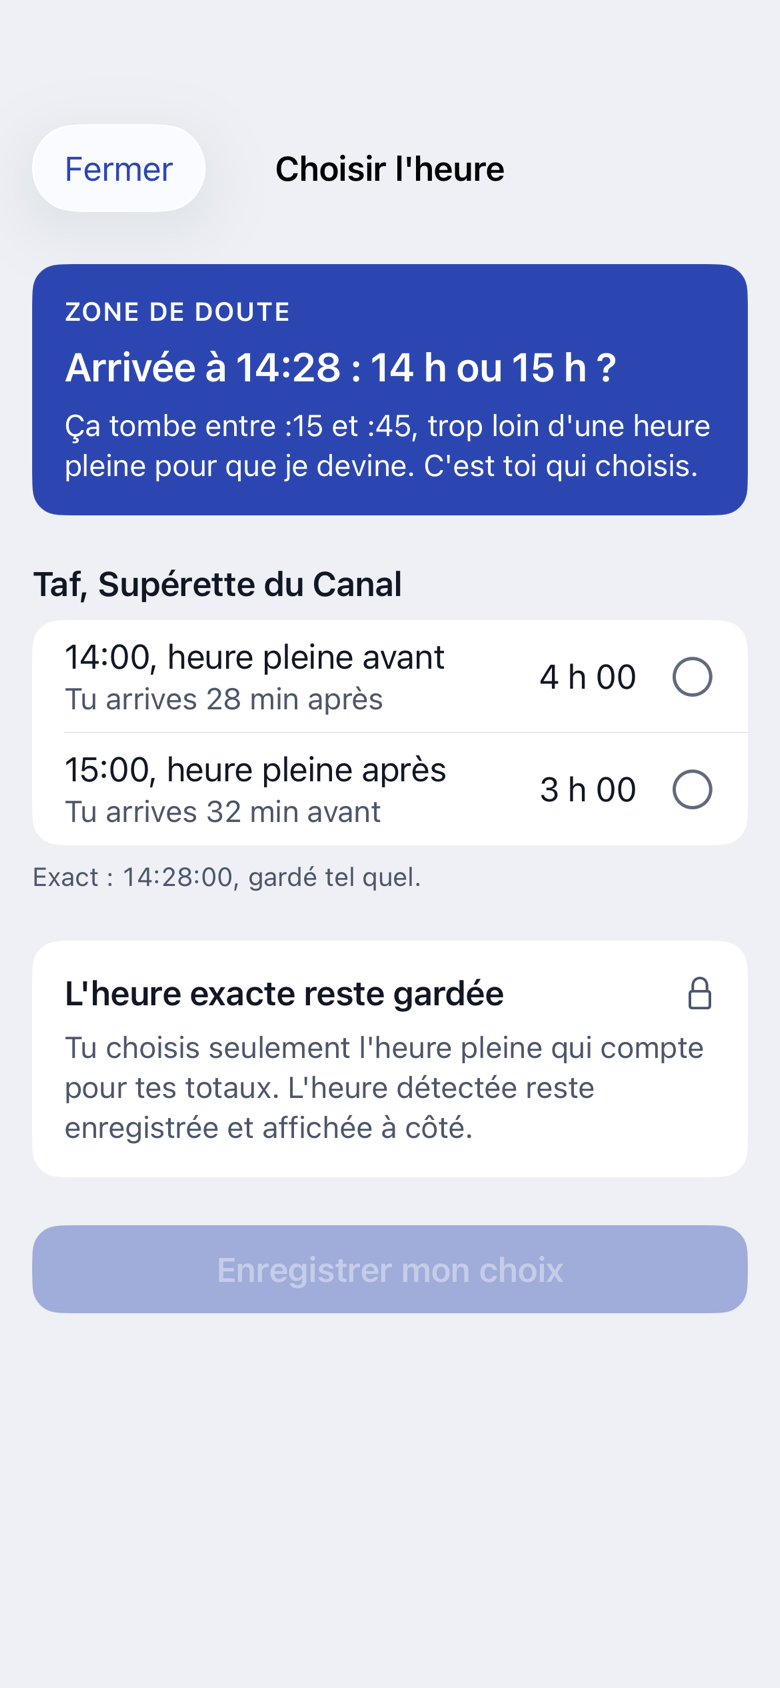 Fermer
Choisir l'heure
ZONE DE DOUTE
Arrivée à 14:28 : 14 h ou 15 h ?
Ça tombe entre :15 et :45, trop loin d'une heure
pleine pour que je devine. C'est toi qui choisis.
Taf, Supérette du Canal
14:00, heure pleine avant
Tu arrives 28 min après
4 h 00
15:00, heure pleine après
Tu arrives 32 min avant
3 h 00
Exact : 14:28:00, gardé tel quel.
L'heure exacte reste gardée
Tu choisis seulement l'heure pleine qui compte
pour tes totaux. L'heure détectée reste
enregistrée et affichée à côté.
Enregistrer mon choix